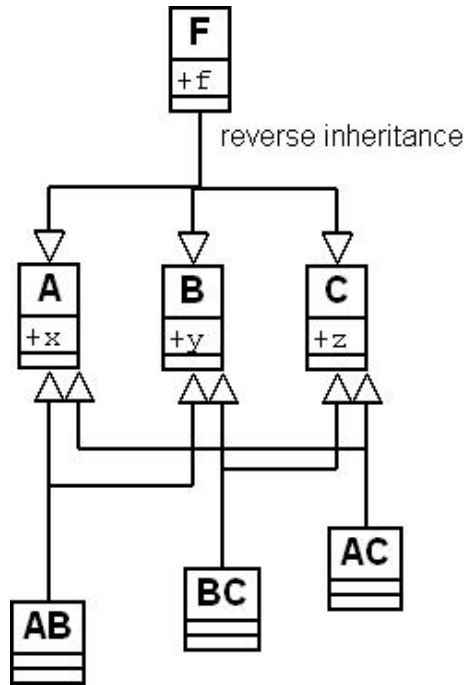 F
+f
reverse inheritance
A B C
+x +y +z
AC
BC
AB